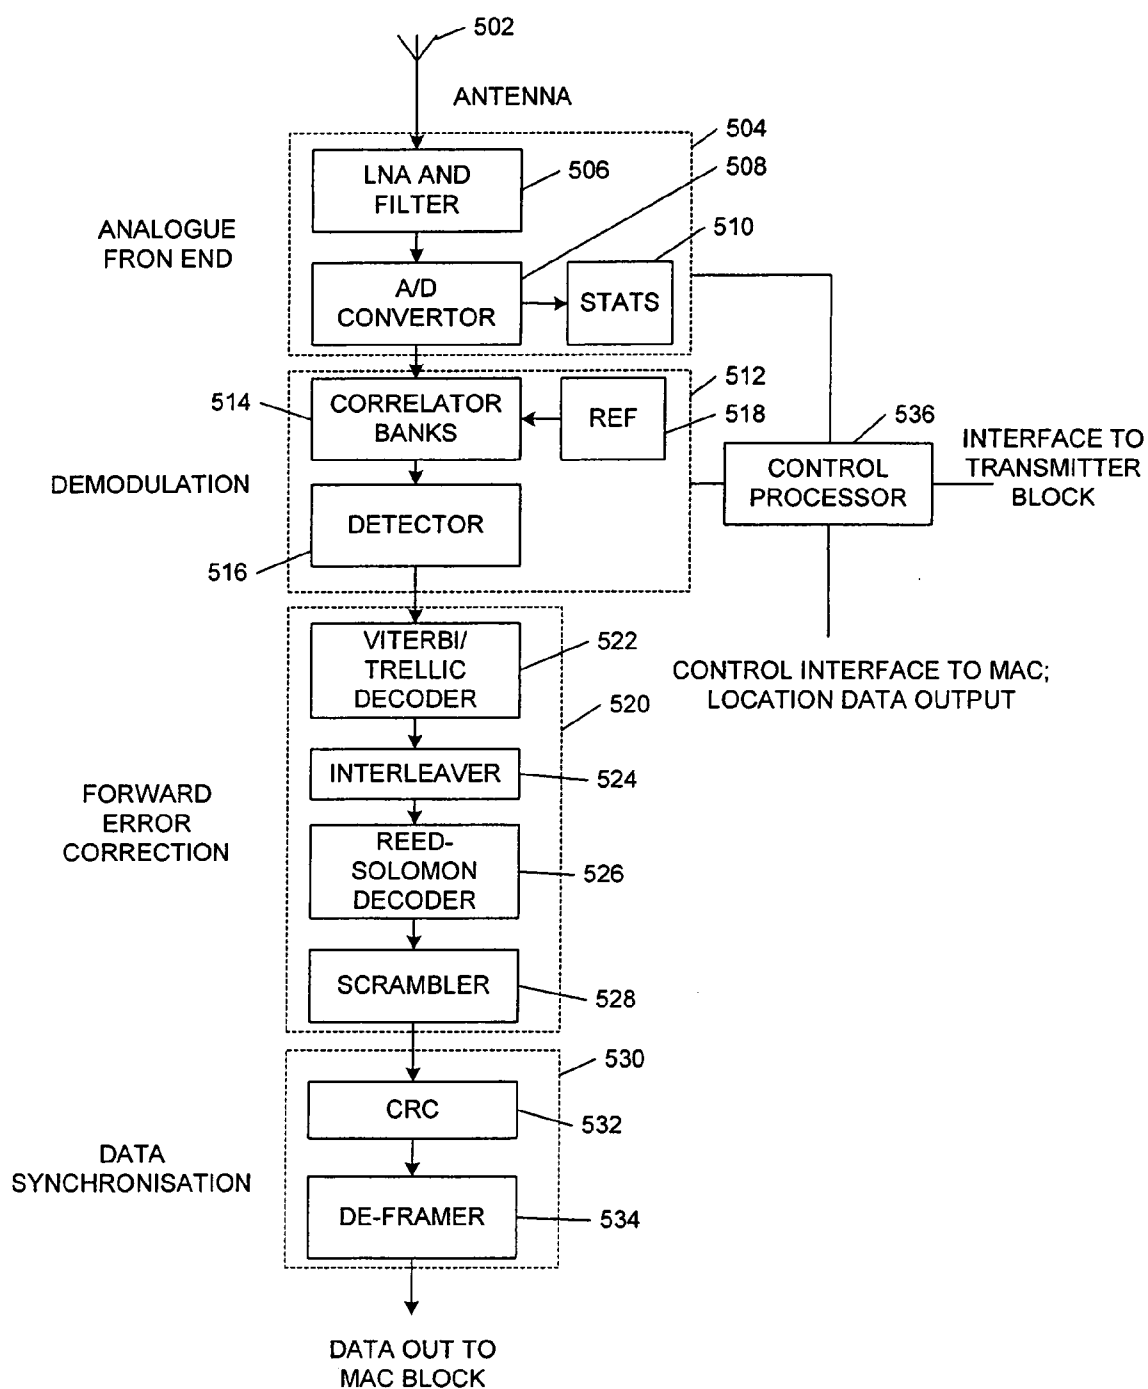 502
ANTENNA
504
LNA AND
FILTER
506
508
ANALOGUE
FRON END
510
A/D
CONVERTOR
STATS
512
514
CORRELATOR
BANKS
REF
518
536
INTERFACE TO
TRANSMITTER
BLOCK
DEMODULATION
CONTROL
PROCESSOR
DETECTOR
516
VITERBI/
TRELLIC
DECODER
522
CONTROL INTERFACE TO MAC;
LOCATION DATA OUTPUT
520
INTERLEAVER
524
FORWARD
ERROR
CORRECTION
REED-
SOLOMON
DECODER
526
SCRAMBLER
528
530
CRC
532
DATA
SYNCHRONISATION
DE-FRAMER
534
DATA OUT TO
MAC BLOCK